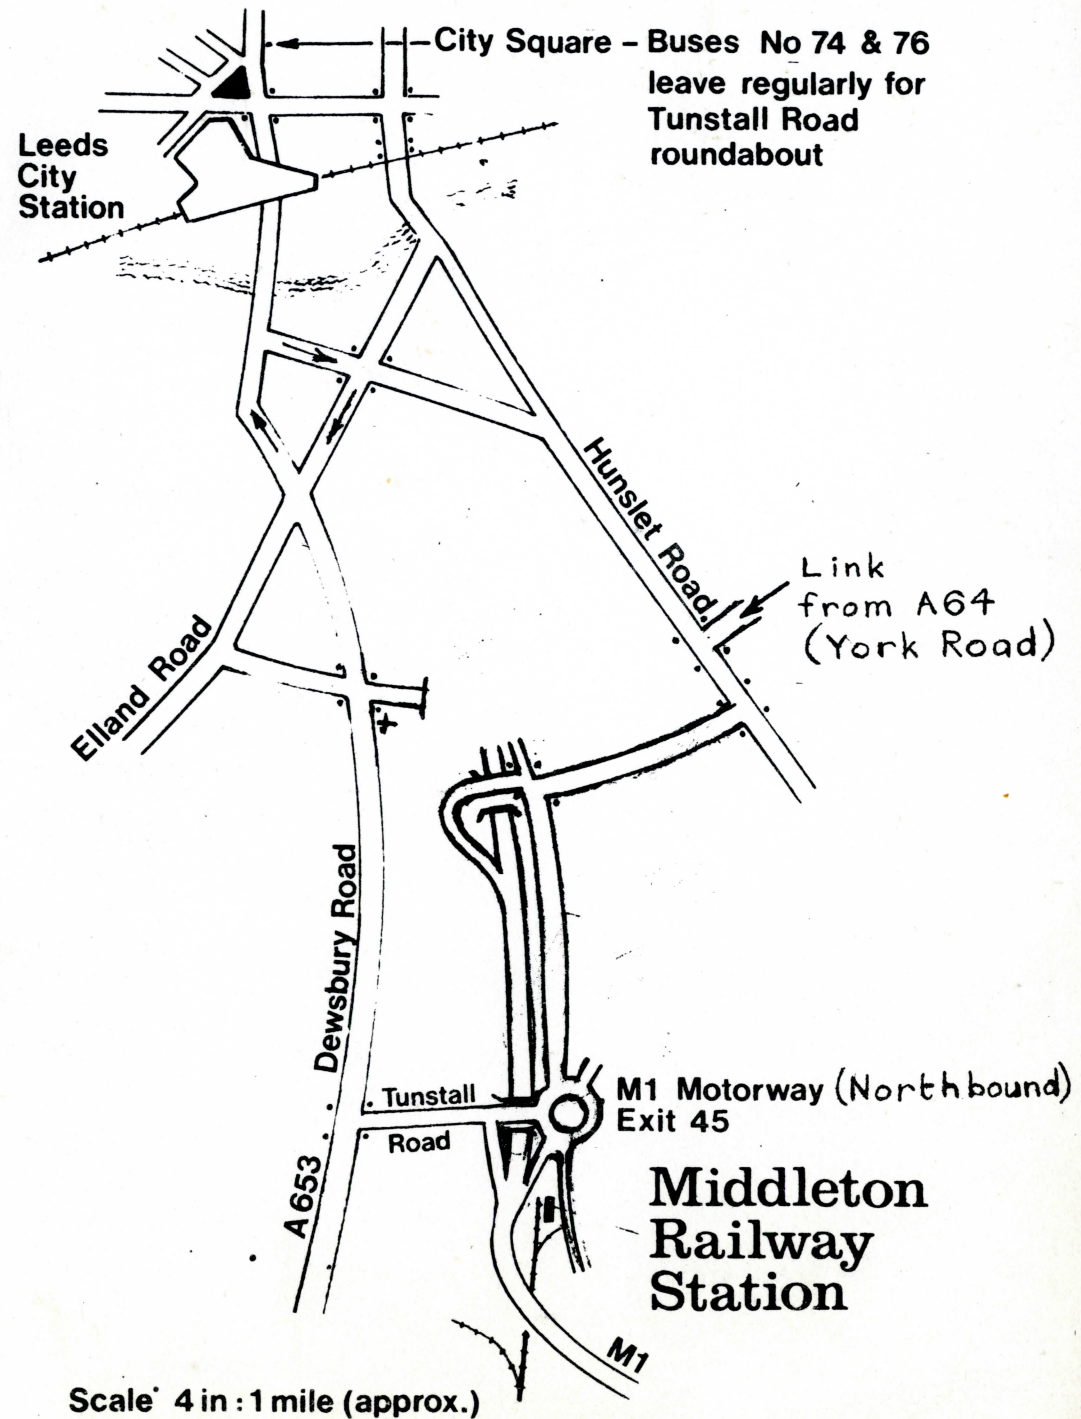 City Square – Buses No 74 & 76
leave regularly for
Tunstall Road
roundabout
Leeds
City
Station
Hunslet Road
Link
from A64
(York Road)
Elland Road
Dewsbury Road
Tunstall
Road
M1 Motorway (Northbound)
Exit 45
A653
Middleton
Railway
Station
M1
Scale 4 in : 1 mile (approx.)